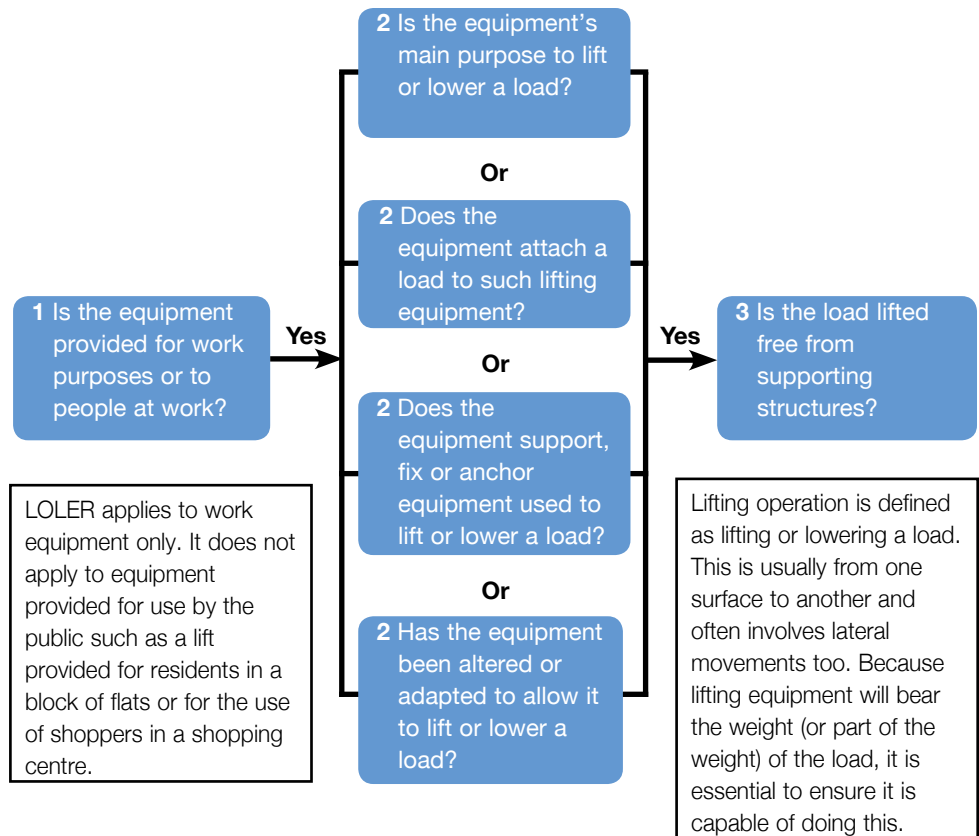 1 Is the equipment
provided for work
purposes or to
people at work?
LOLER applies to work
equipment only. It does not
apply to equipment
provided for use by the
public such as a lift
provided for residents in a
block of flats or for the use
of shoppers in a shopping
centre.
Yes
2 Is the equipment’s
main purpose to lift
or lower a load?
Or
2 Does the
equipment attach a
load to such lifting
equipment?
Or
2 Does the
equipment support,
fix or anchor
equipment used to
lift or lower a load?
Or
2 Has the equipment
been altered or
adapted to allow it
to lift or lower a
load?
Yes
3 Is the load lifted
free from
supporting
structures?
Lifting operation is defined
as lifting or lowering a load.
This is usually from one
surface to another and
often involves lateral
movements too. Because
lifting equipment will bear
the weight (or part of the
weight) of the load, it is
essential to ensure it is
capable of doing this.